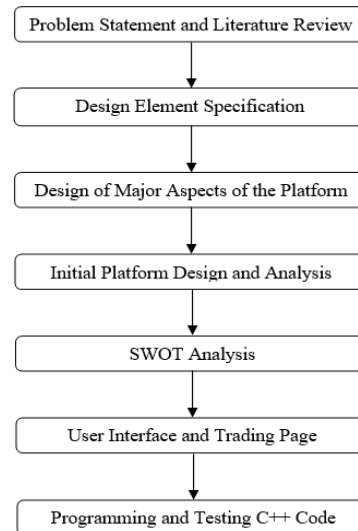 Problem Statement and Literature Review
Design Element Specification
Design of Major Aspects of the Platform
Initial Platform Design and Analysis
SWOT Analysis
User Interface and Trading Page
Programming and Testing C++ Code